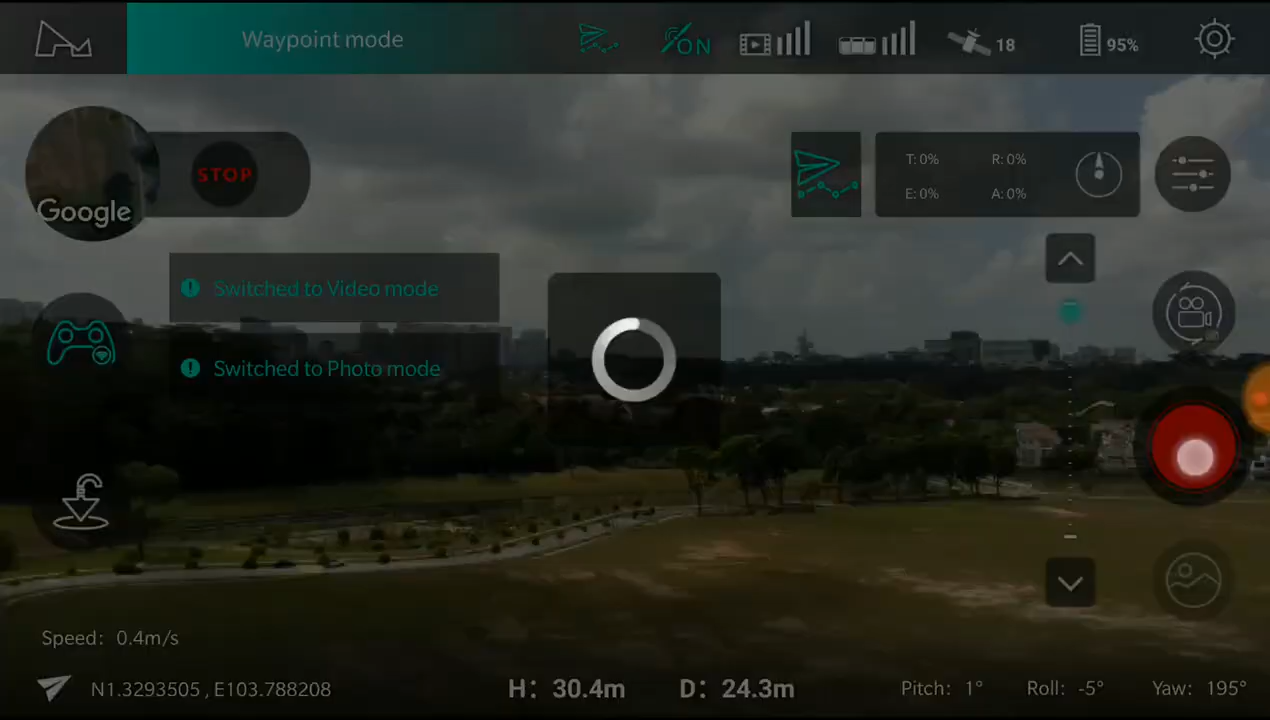 Waypoint mode
ON
18
95%
Google
STOP
T: 0%
R: 0%
E: 0%
A: 0%
Switched to Video mode
Switched to Photo mode
Speed: 0.4m/s
N1.3293505 , E103.788208
H: 30.4m
D: 24.3m
Pitch: 1°
Roll: -5°
Yaw: 195°